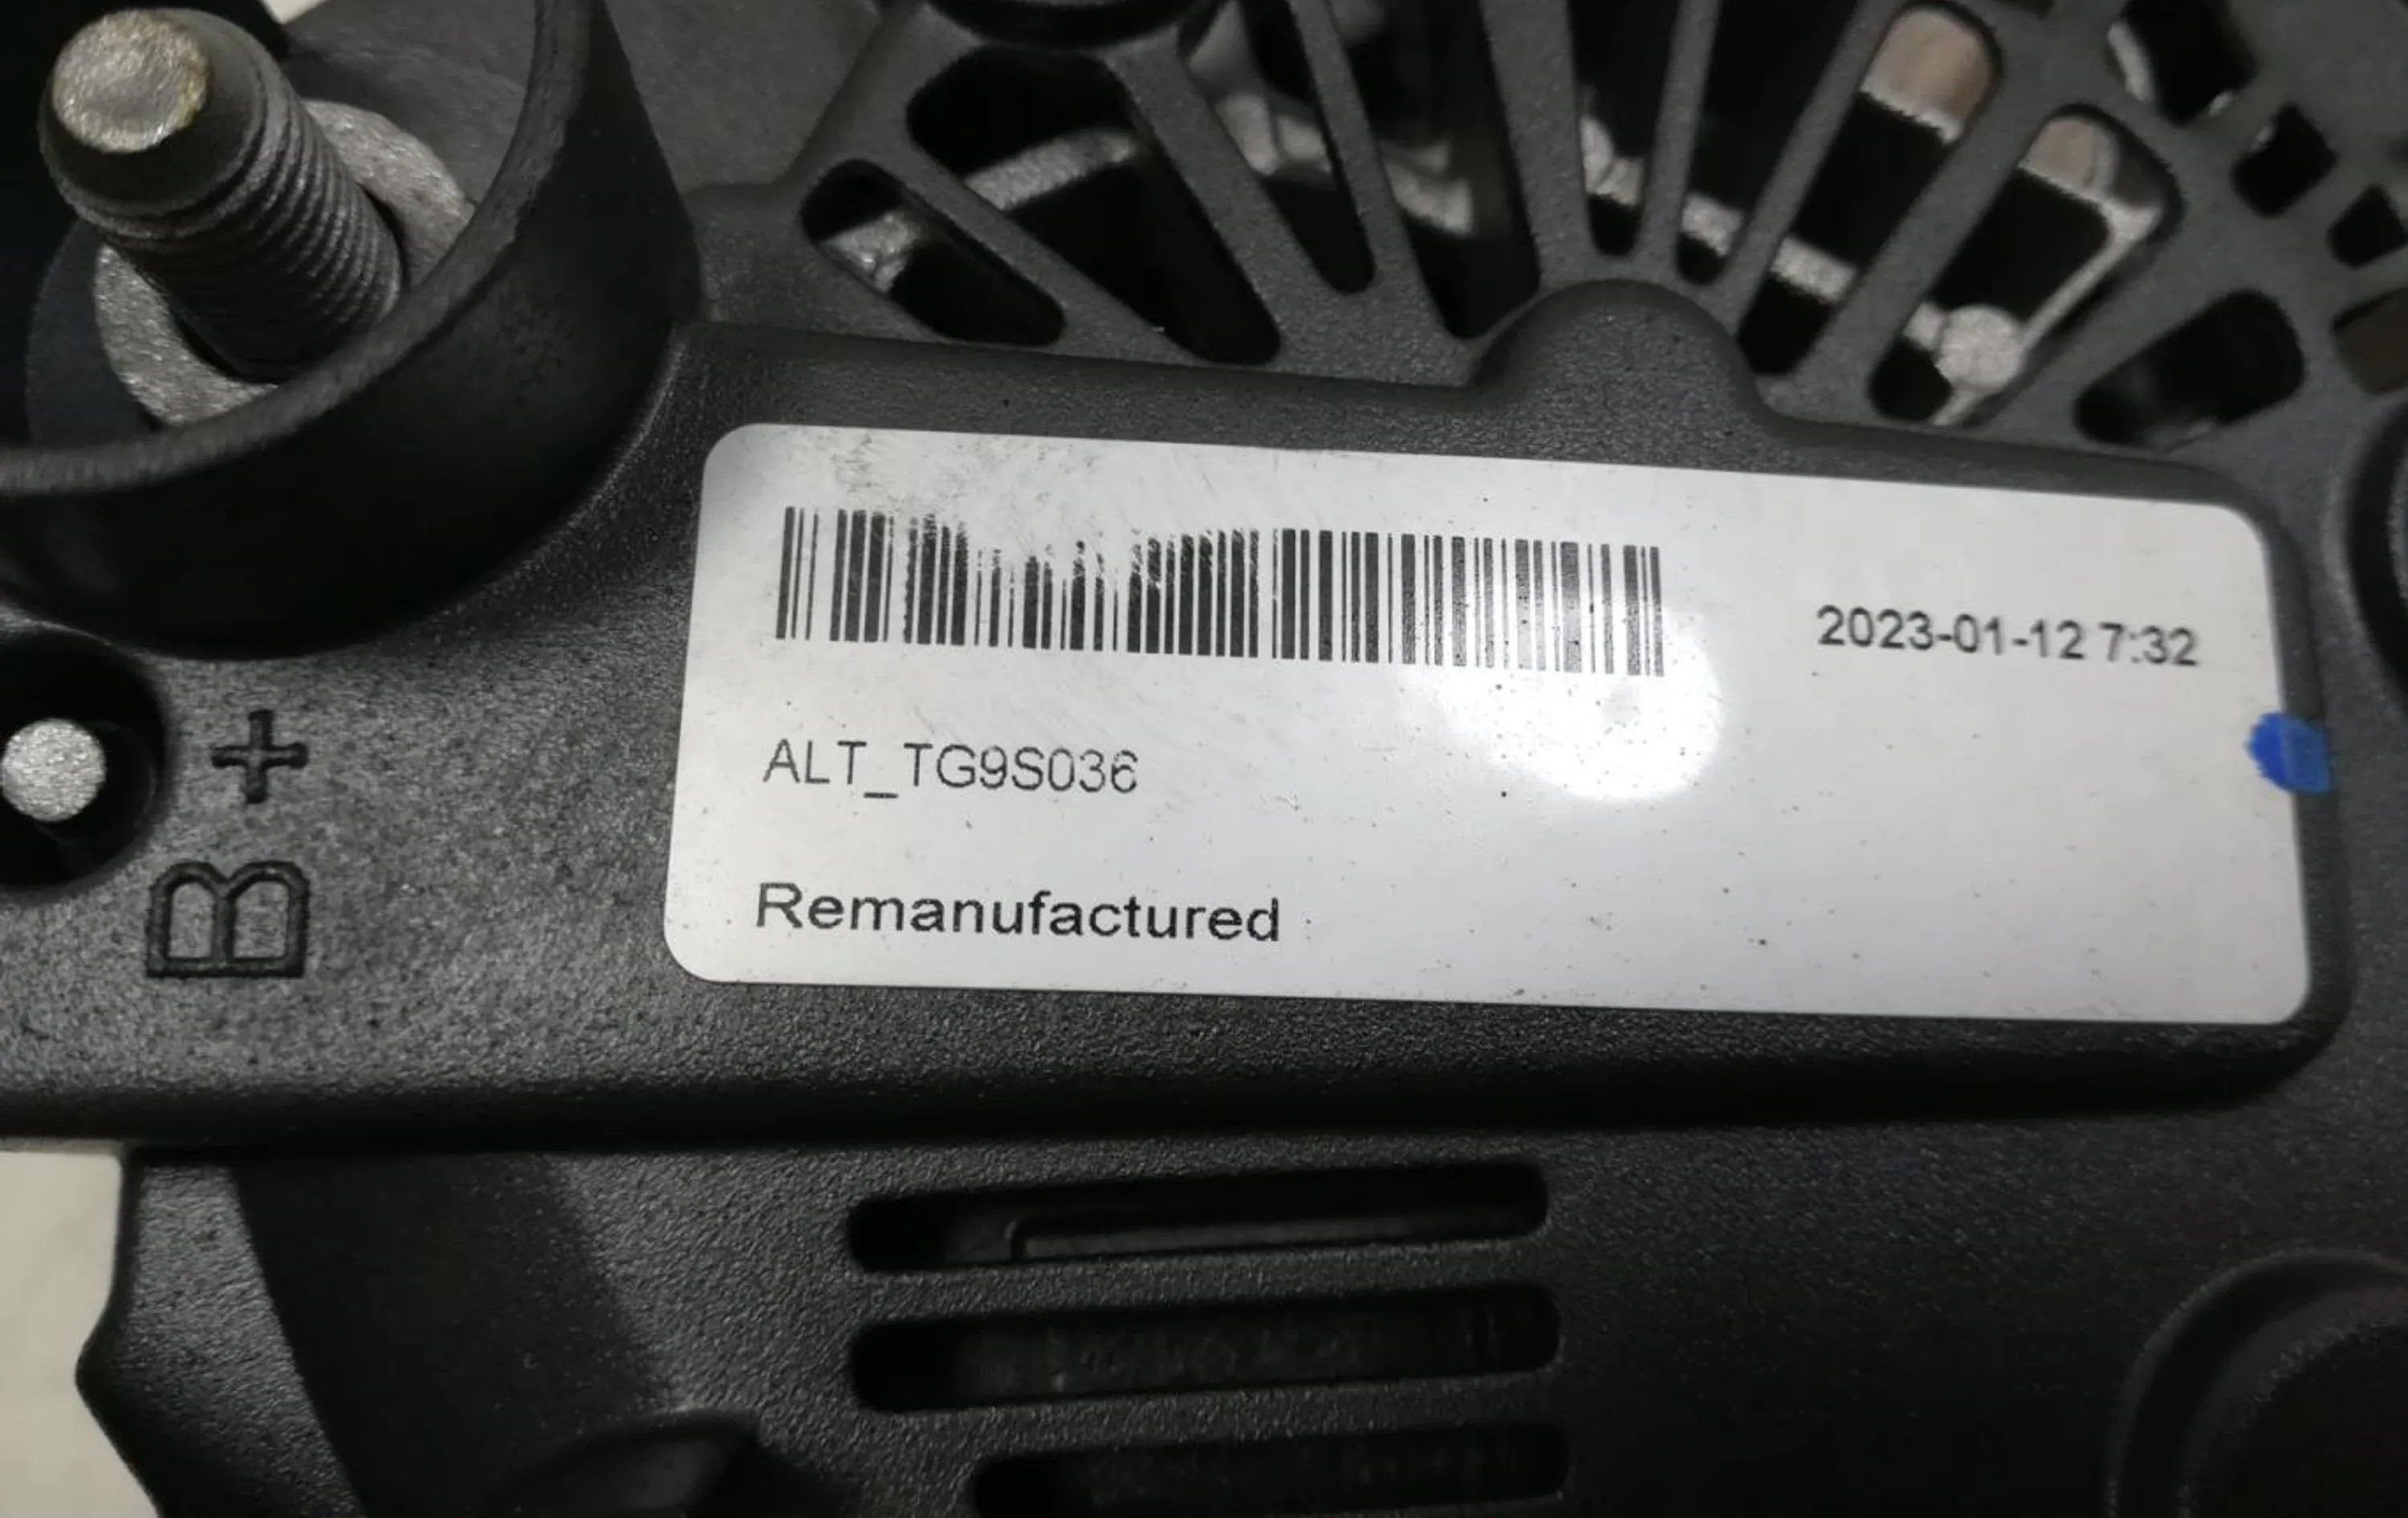 2023-01-12 7:32
ALT_TG9S036
Remanufactured
B +